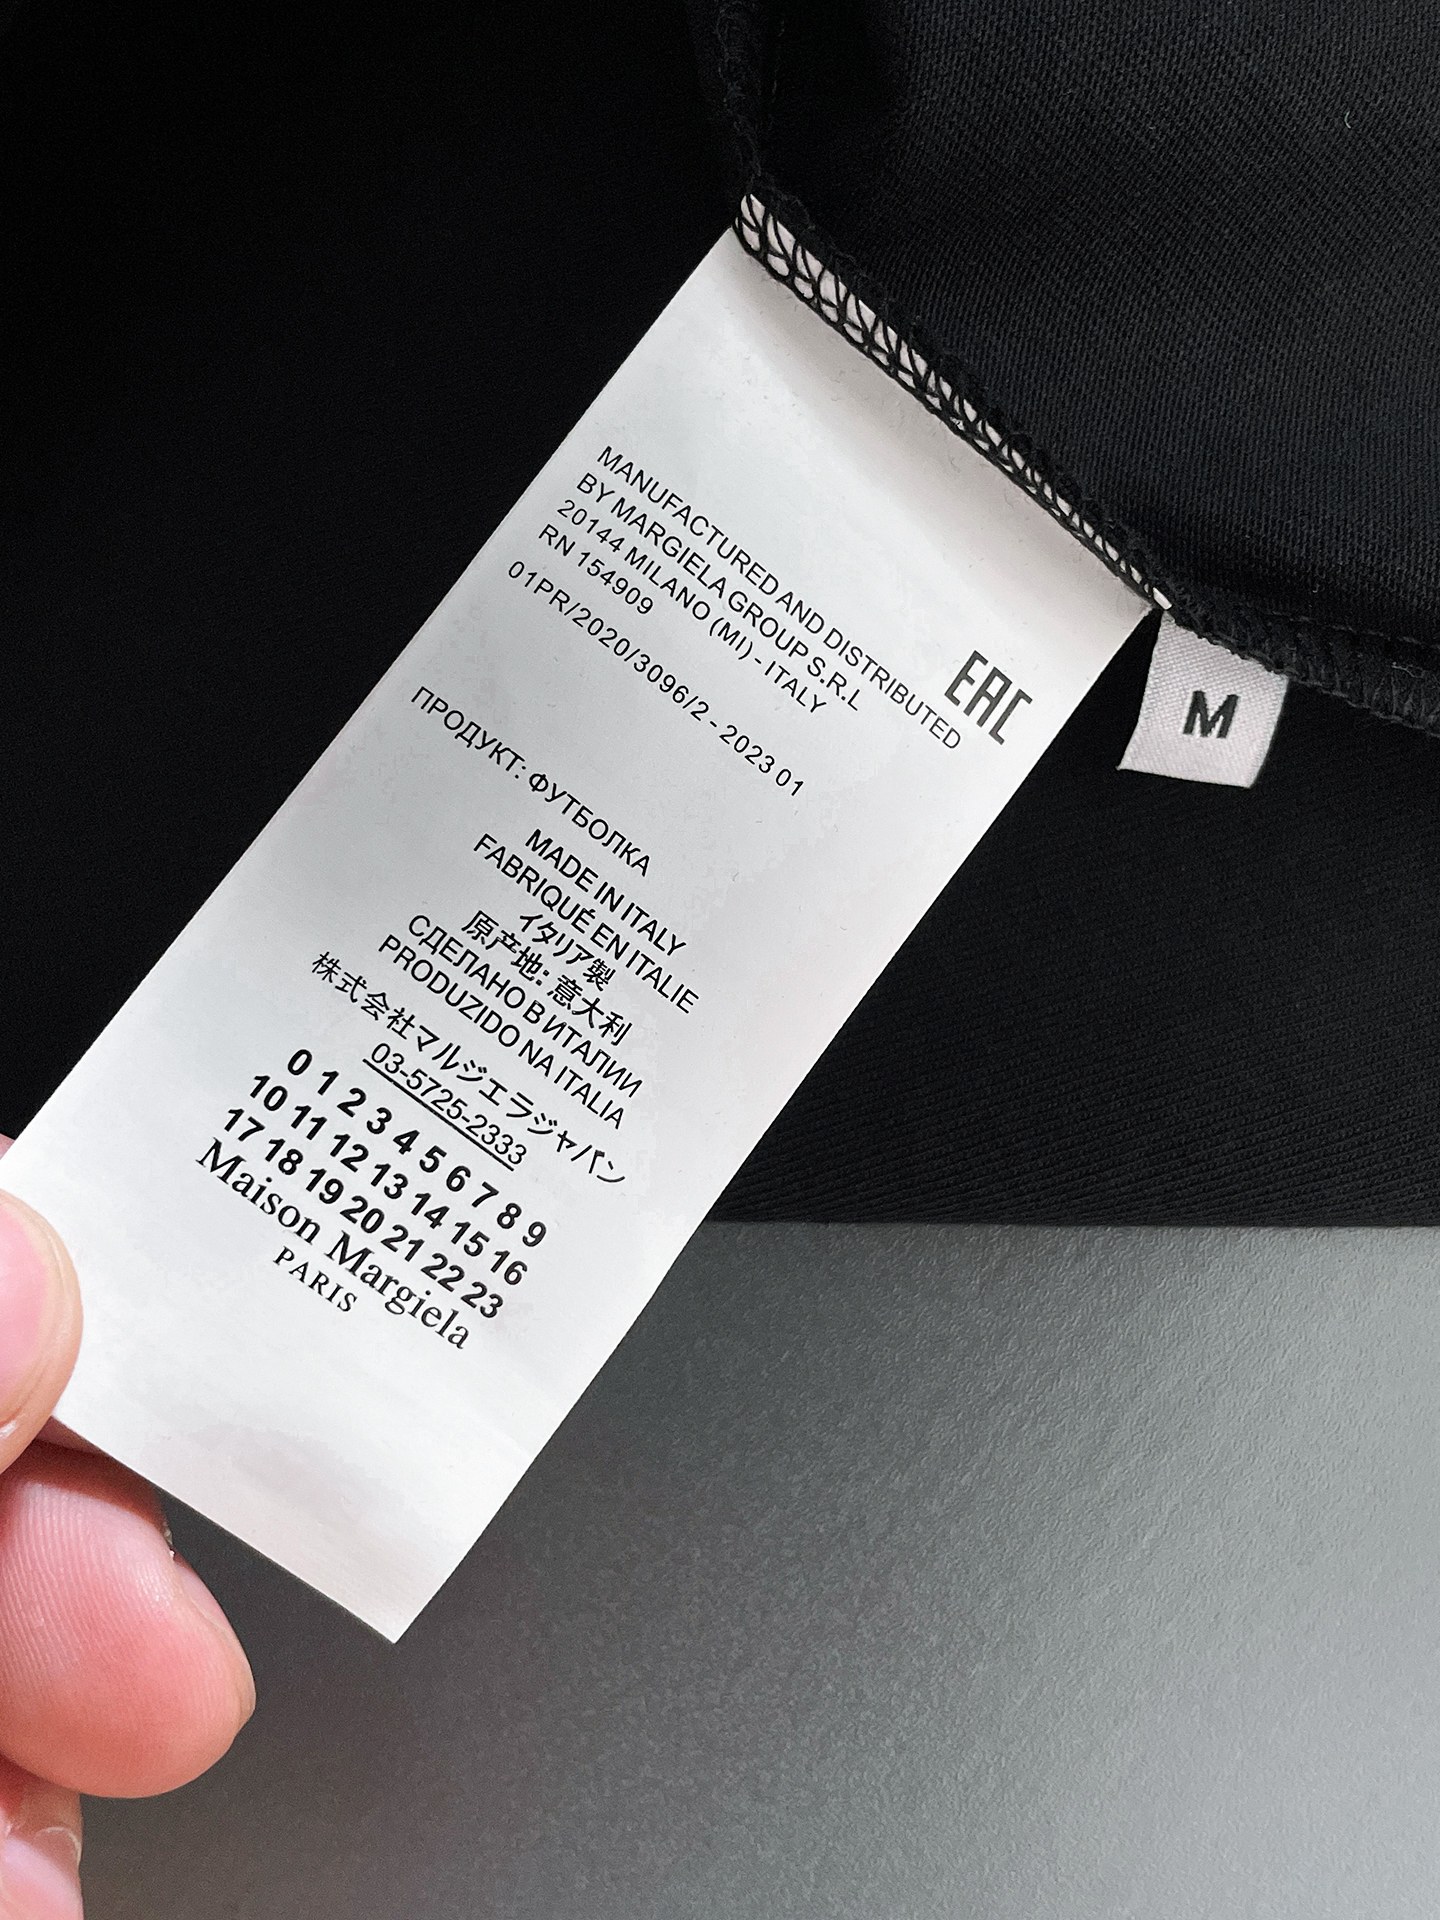 MANUFACTURED AND DISTRIBUTED
BY MARGIELA GROUP S.R.L
20144 MILANO (MI) - ITALY
RN 154909
EAC
01PR/2020/3096/2 - 2023 01
ПРОДУКТ: ФУТБОЛКА
MADE IN ITALY
FABRIQUÉ EN ITALIE
イタリア製
原产地: 意大利
СДЕЛАНО В ИТАЛИИ
PRODUZIDO NA ITALIA
株式会社マルジエラジャパン
03-5725-2333
0 1 2 3 4 5 6 7 8 9
10 11 12 13 14 15 16
17 18 19 20 21 22 23
Maison Margiela
PARIS
M